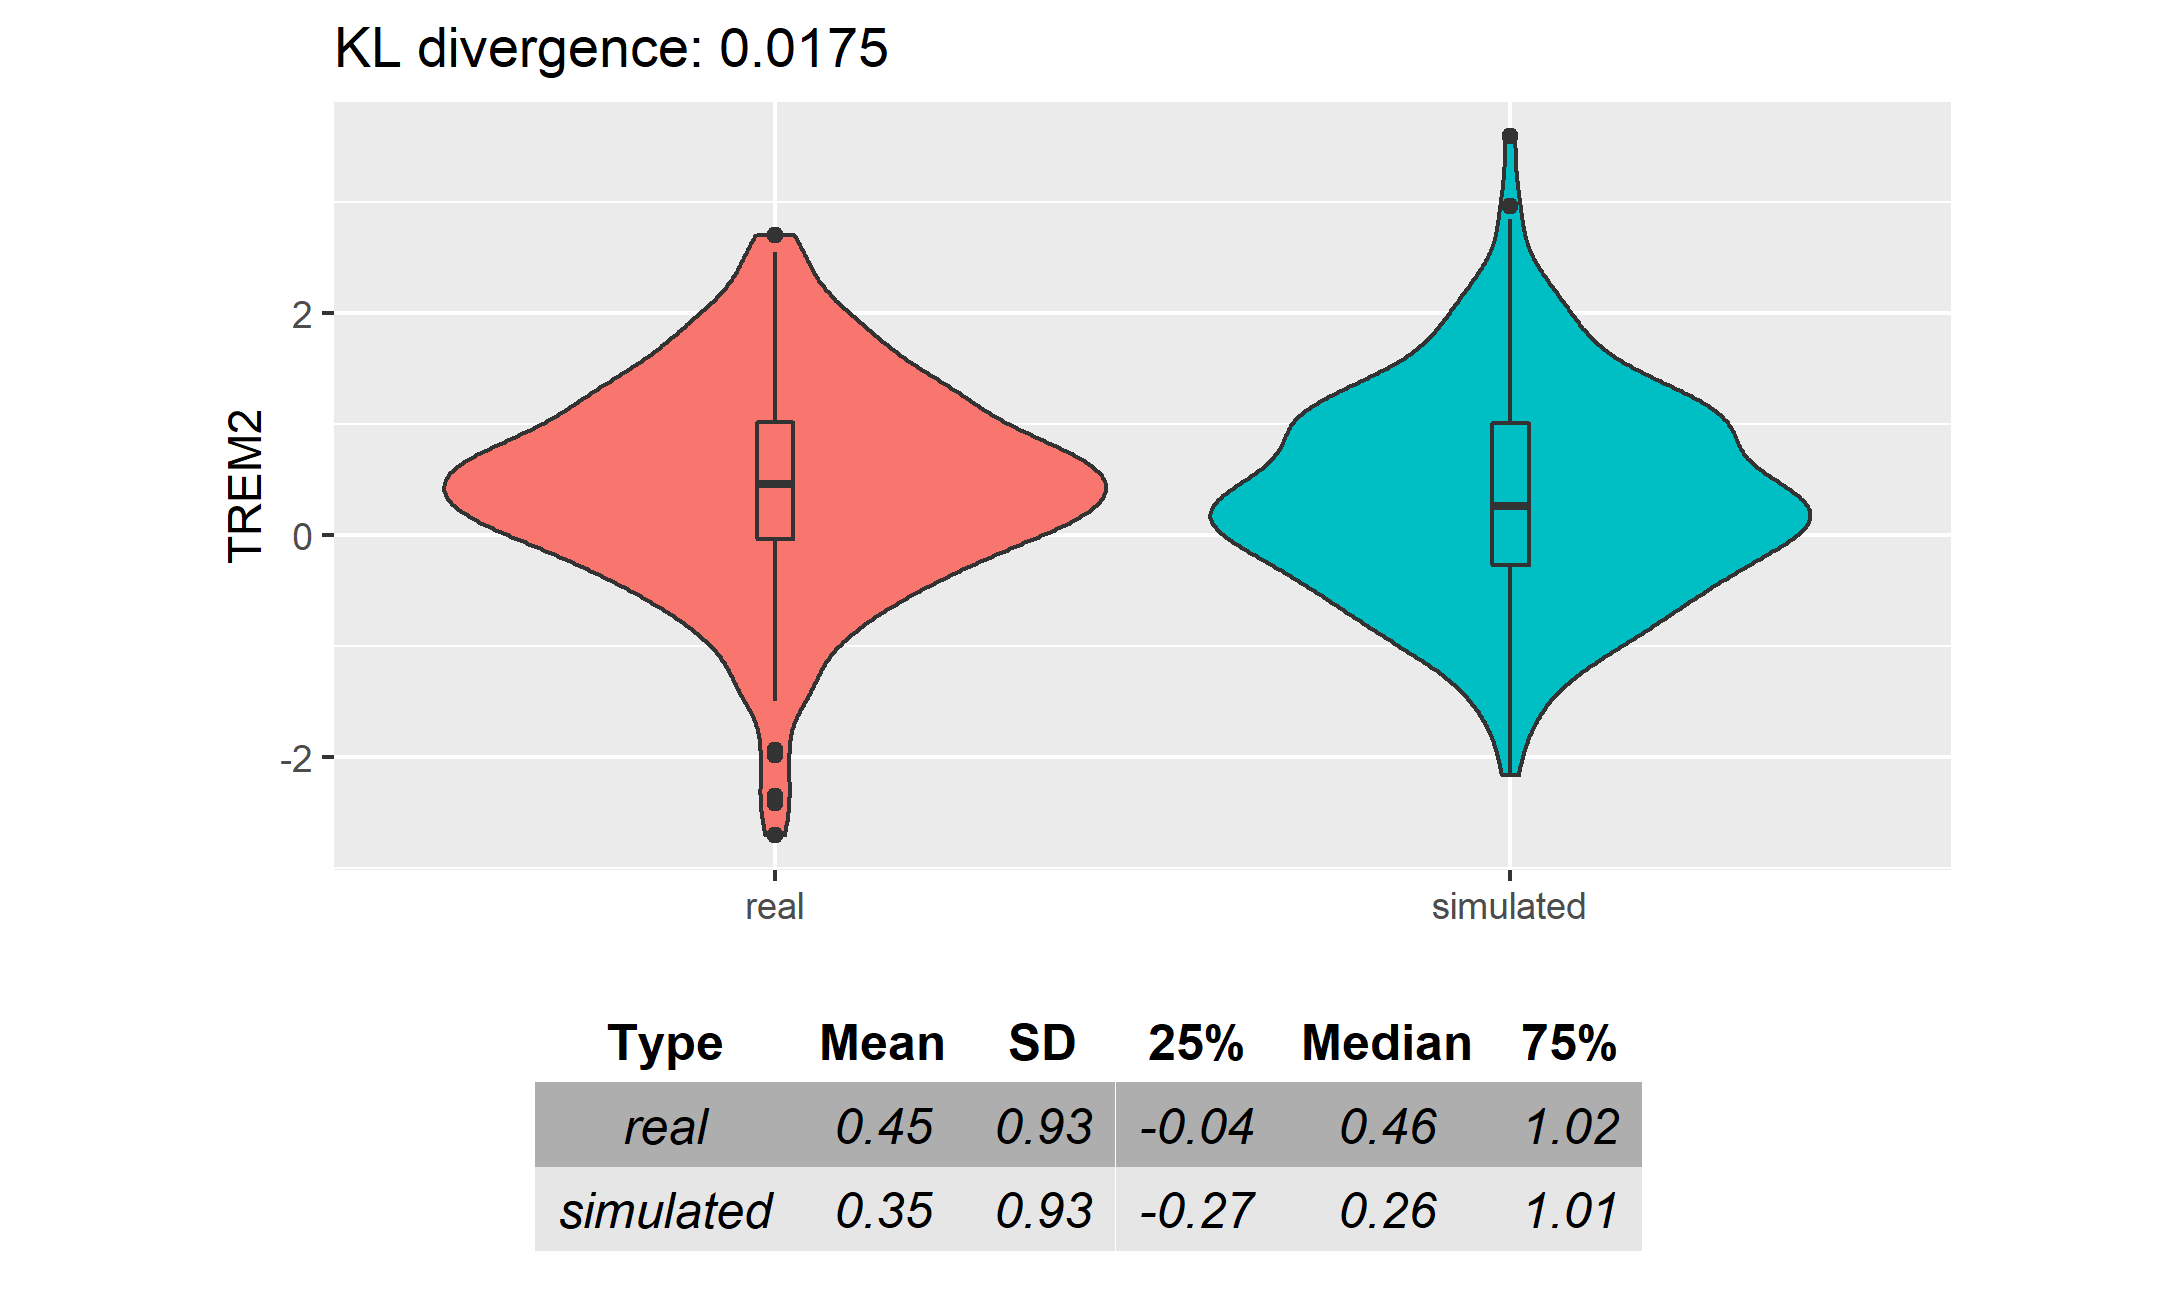 KL divergence: 0.0175
TREM2
2
0
-2
real simulated
Type Mean SD 25% Median 75%
real 0.45 0.93 -0.04 0.46 1.02
simulated 0.35 0.93 -0.27 0.26 1.01